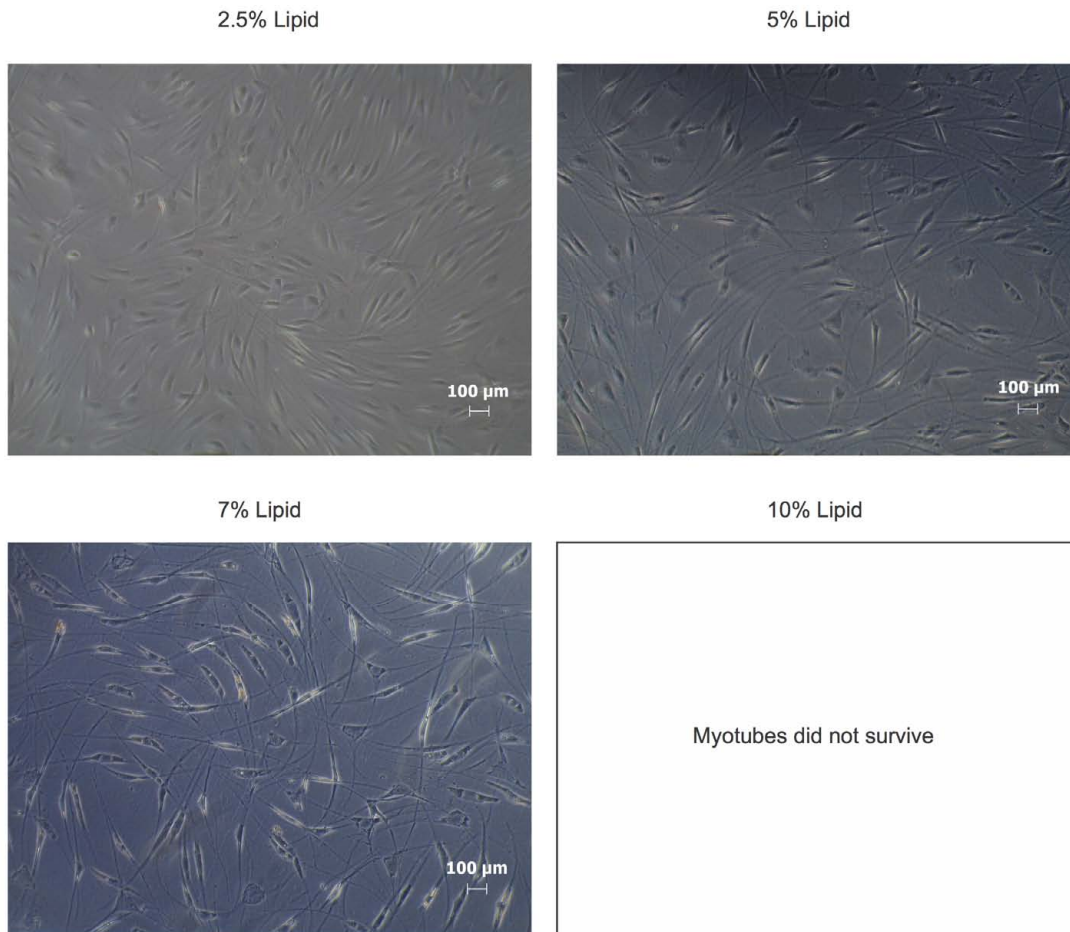 2.5% Lipid
5% Lipid
100 µm
100 µm
7% Lipid
10% Lipid
Myotubes did not survive
100 µm